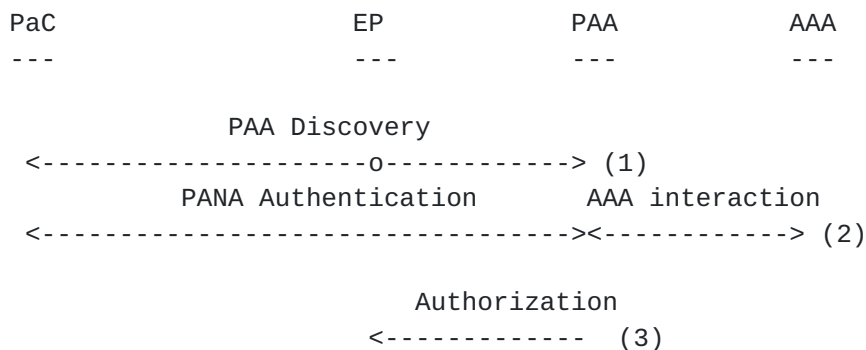 PaC                    EP            PAA           AAA
---                    ---           ---           ---
PAA Discovery
<---------------------o------------> (1)
PANA Authentication       AAA interaction
<----------------------------------><------------> (2)
Authorization
<-------------  (3)